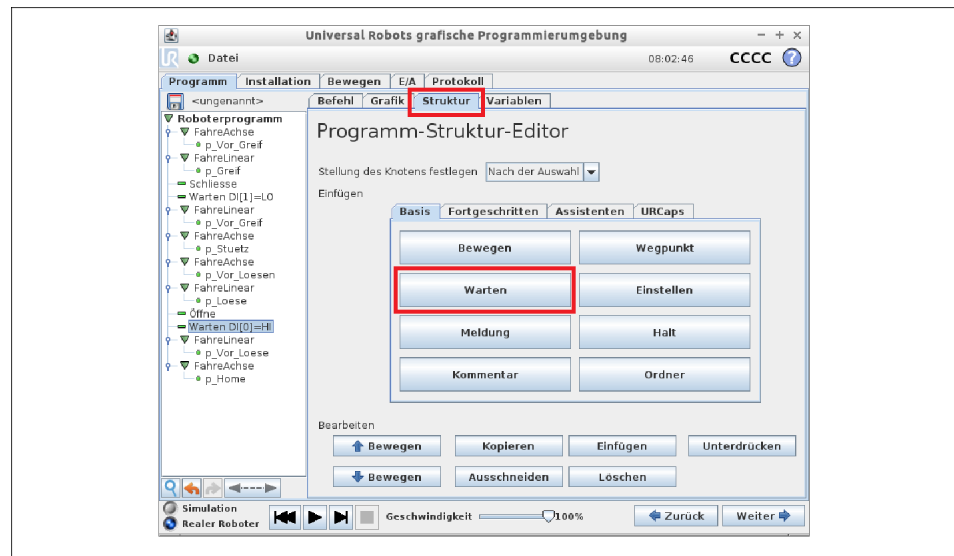 Universal Robots grafische Programmierumgebung
Datei
08:02:46
CCCC
Programm Installation Bewegen E/A Protokoll
<ungenannt>
Befehl Grafik Struktur Variablen
Roboterprogramm
FahreAchse
p_Vor_Greif
FahreLinear
p_Greif
Schliesse
Warten DI[1]=LO
FahreLinear
p_Vor_Greif
FahreAchse
p_Stuetz
FahreAchse
p_Vor_Loesen
FahreLinear
p_Loese
Öffne
Warten DI[0]=HI
FahreLinear
p_Vor_Loese
FahreAchse
p_Home
Programm-Struktur-Editor
Stellung des Knotens festlegen Nach der Auswahl
Einfügen
Basis Fortgeschritten Assistenten URCaps
Bewegen Wegpunkt
Warten Einstellen
Meldung Halt
Kommentar Ordner
Bearbeiten
Bewegen Kopieren Einfügen Unterdrücken
Bewegen Ausschneiden Löschen
Simulation
Realer Roboter
Geschwindigkeit 100%
Zurück Weiter